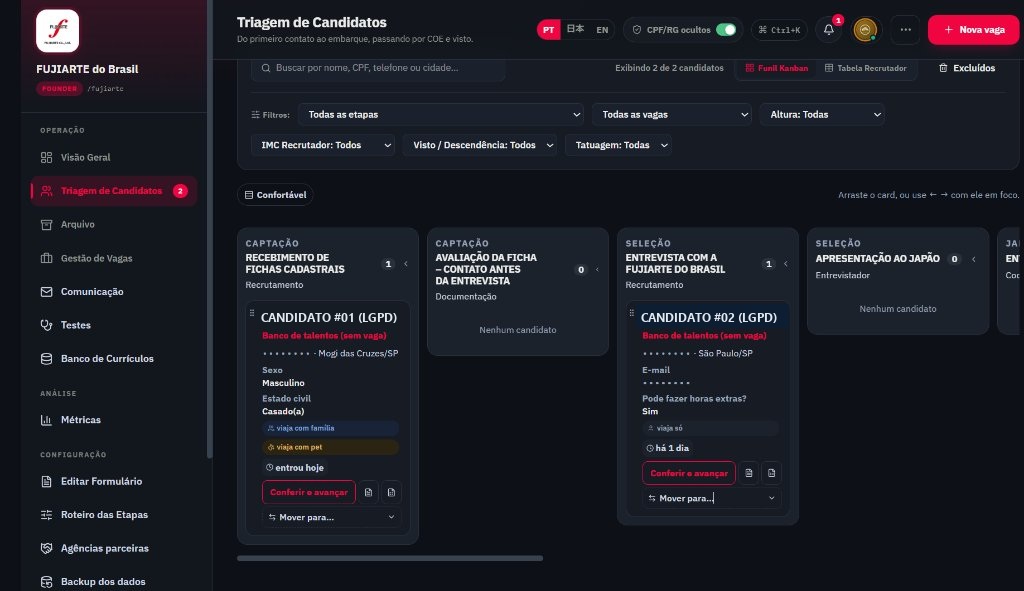 FUJIARTE
FUJIARTE do Brasil
FOUNDER /fujiarte
OPERAÇÃO
Visão Geral
Triagem de Candidatos 2
Arquivo
Gestão de Vagas
Comunicação
Testes
Banco de Currículos
ANÁLISE
Métricas
CONFIGURAÇÃO
Editar Formulário
Roteiro das Etapas
Agências parceiras
Backup dos dados
Triagem de Candidatos
Do primeiro contato ao embarque, passando por COE e visto.
PT 日本 EN
CPF/RG ocultos
⌘ Ctrl+K
1
+ Nova vaga
Buscar por nome, CPF, telefone ou cidade...
Exibindo 2 de 2 candidatos
Funil Kanban
Tabela Recrutador
Excluídos
Filtros:
Todas as etapas
Todas as vagas
Altura: Todas
IMC Recrutador: Todos
Visto / Descendência: Todos
Tatuagem: Todas
Confortável
Arraste o card, ou use ← → com ele em foco.
CAPTAÇÃO
RECEBIMENTO DE
FICHAS CADASTRAIS
1
Recrutamento
CANDIDATO #01 (LGPD)
Banco de talentos (sem vaga)
•••••••• · Mogi das Cruzes/SP
Sexo
Masculino
Estado civil
Casado(a)
viaja com família
viaja com pet
entrou hoje
Conferir e avançar
Mover para...
CAPTAÇÃO
AVALIAÇÃO DA FICHA
– CONTATO ANTES
DA ENTREVISTA
0
Documentação
Nenhum candidato
SELEÇÃO
ENTREVISTA COM A
FUJIARTE DO BRASIL
1
Recrutamento
CANDIDATO #02 (LGPD)
Banco de talentos (sem vaga)
•••••••• · São Paulo/SP
E-mail
••••••••
Pode fazer horas extras?
Sim
viaja só
há 1 dia
Conferir e avançar
Mover para...
SELEÇÃO
APRESENTAÇÃO AO JAPÃO
0
Entrevistador
Nenhum candidato